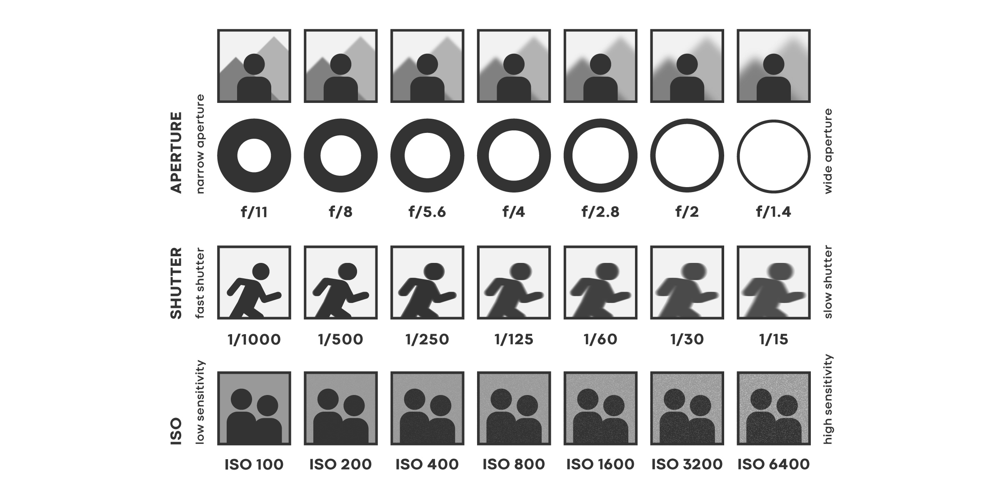 APERTURE
narrow aperture
wide aperture
f/11 f/8 f/5.6 f/4 f/2.8 f/2 f/1.4
SHUTTER
fast shutter
slow shutter
1/1000 1/500 1/250 1/125 1/60 1/30 1/15
ISO
low sensitivity
high sensitivity
ISO 100 ISO 200 ISO 400 ISO 800 ISO 1600 ISO 3200 ISO 6400